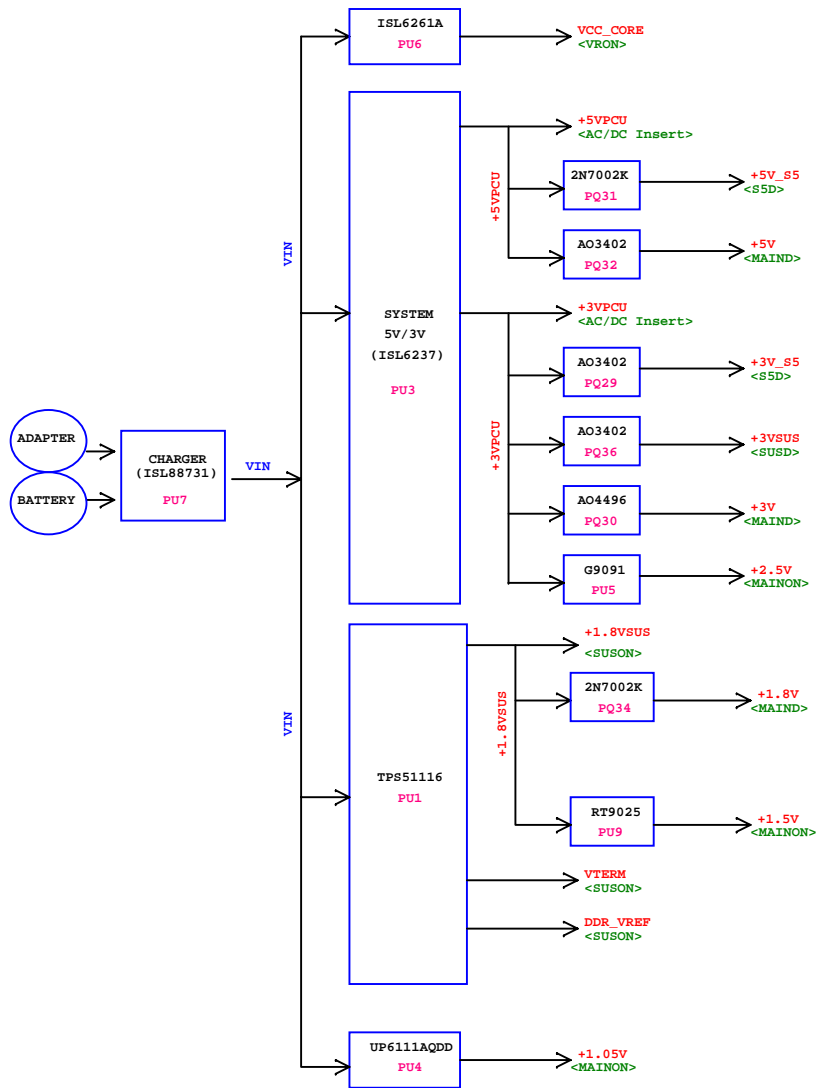 ISL6261A
PU6
VCC_CORE
<VRON>
+5VPCU
<AC/DC Insert>
+5VPCU
2N7002K
PQ31
+5V_S5
<S5D>
AO3402
PQ32
+5V
<MAIND>
VIN
SYSTEM
5V/3V
(ISL6237)
PU3
+3VPCU
<AC/DC Insert>
+3VPCU
AO3402
PQ29
+3V_S5
<S5D>
AO3402
PQ36
+3VSUS
<SUSD>
AO4496
PQ30
+3V
<MAIND>
G9091
PU5
+2.5V
<MAINON>
ADAPTER
BATTERY
CHARGER
(ISL88731)
PU7
VIN
VIN
TPS51116
PU1
+1.8VSUS
<SUSON>
+1.8VSUS
2N7002K
PQ34
+1.8V
<MAIND>
RT9025
PU9
+1.5V
<MAINON>
VTERM
<SUSON>
DDR_VREF
<SUSON>
UP6111AQDD
PU4
+1.05V
<MAINON>